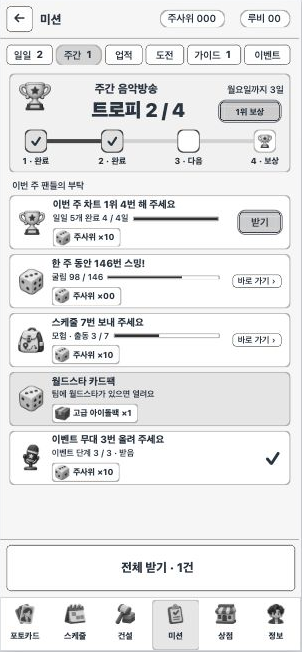 미션
주사위 000
루비 00
일일 2
주간 1
업적
도전
가이드 1
이벤트
주간 음악방송
월요일까지 3일
트로피 2 / 4
1위 보상
1 · 완료
2 · 완료
3 · 다음
4 · 보상
이번 주 팬들의 부탁
이번 주 차트 1위 4번 해 주세요
일일 5개 완료 4 / 4일
주사위 ×10
받기
한 주 동안 146번 스밍!
굴림 98 / 146
주사위 ×00
바로 가기 ›
스케줄 7번 보내 주세요
모험 · 출동 3 / 7
주사위 ×10
바로 가기 ›
월드스타 카드팩
팀에 월드스타가 있으면 열려요
고급 아이돌팩 ×1
이벤트 무대 3번 올려 주세요
이벤트 단계 3 / 3 · 받음
주사위 ×10
전체 받기 · 1건
포토카드
스케줄
건설
미션
상점
정보